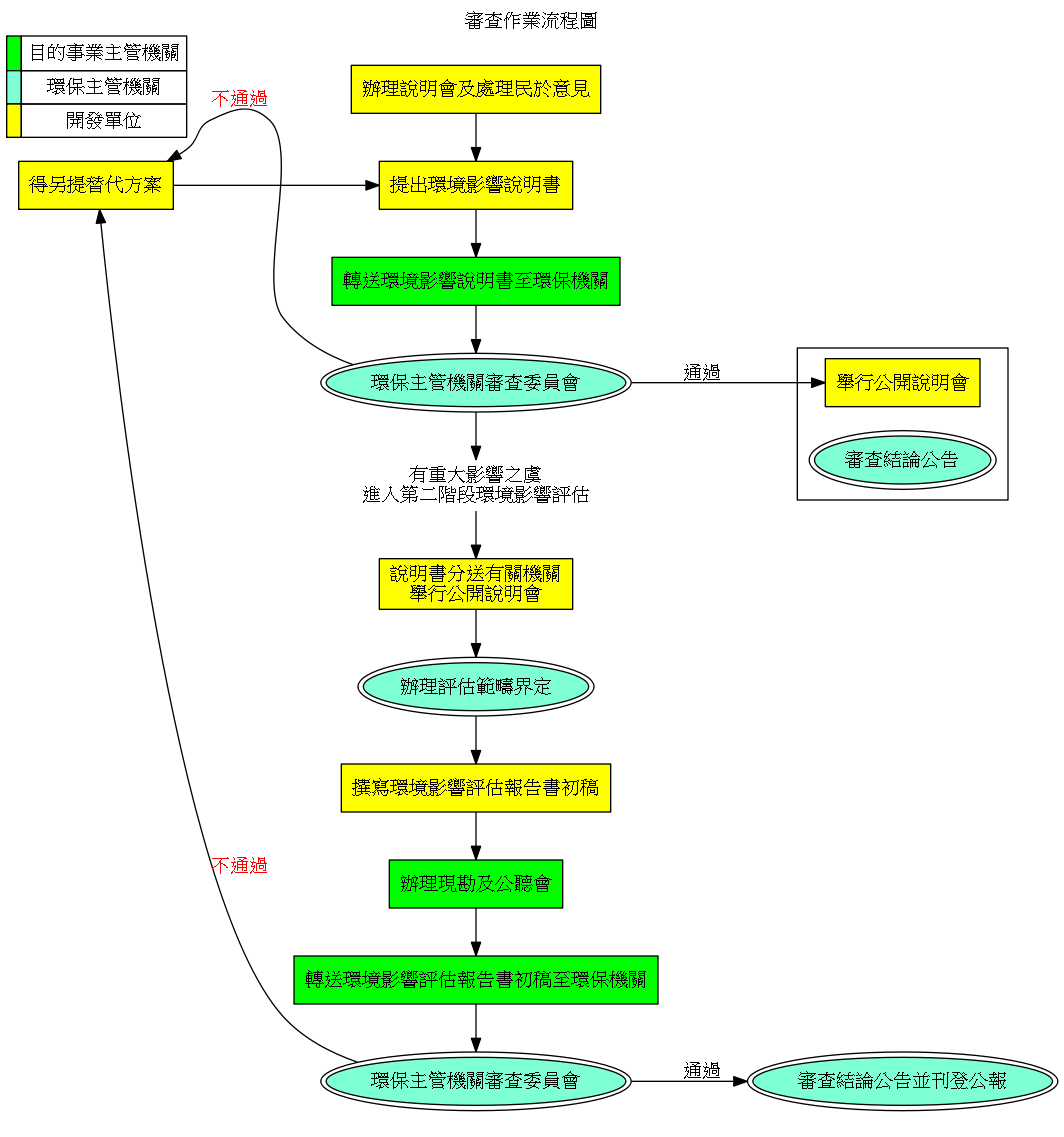 審查作業流程圖
目的事業主管機關
環保主管機關
開發單位
辦理說明會及處理民於意見
不通過
得另提替代方案
提出環境影響說明書
轉送環境影響說明書至環保機關
環保主管機關審查委員會
通過
舉行公開說明會
審查結論公告
有重大影響之虞
進入第二階段環境影響評估
說明書分送有關機關
舉行公開說明會
辦理評估範疇界定
撰寫環境影響評估報告書初稿
不通過
辦理現勘及公聽會
轉送環境影響評估報告書初稿至環保機關
環保主管機關審查委員會
通過
審查結論公告並刊登公報